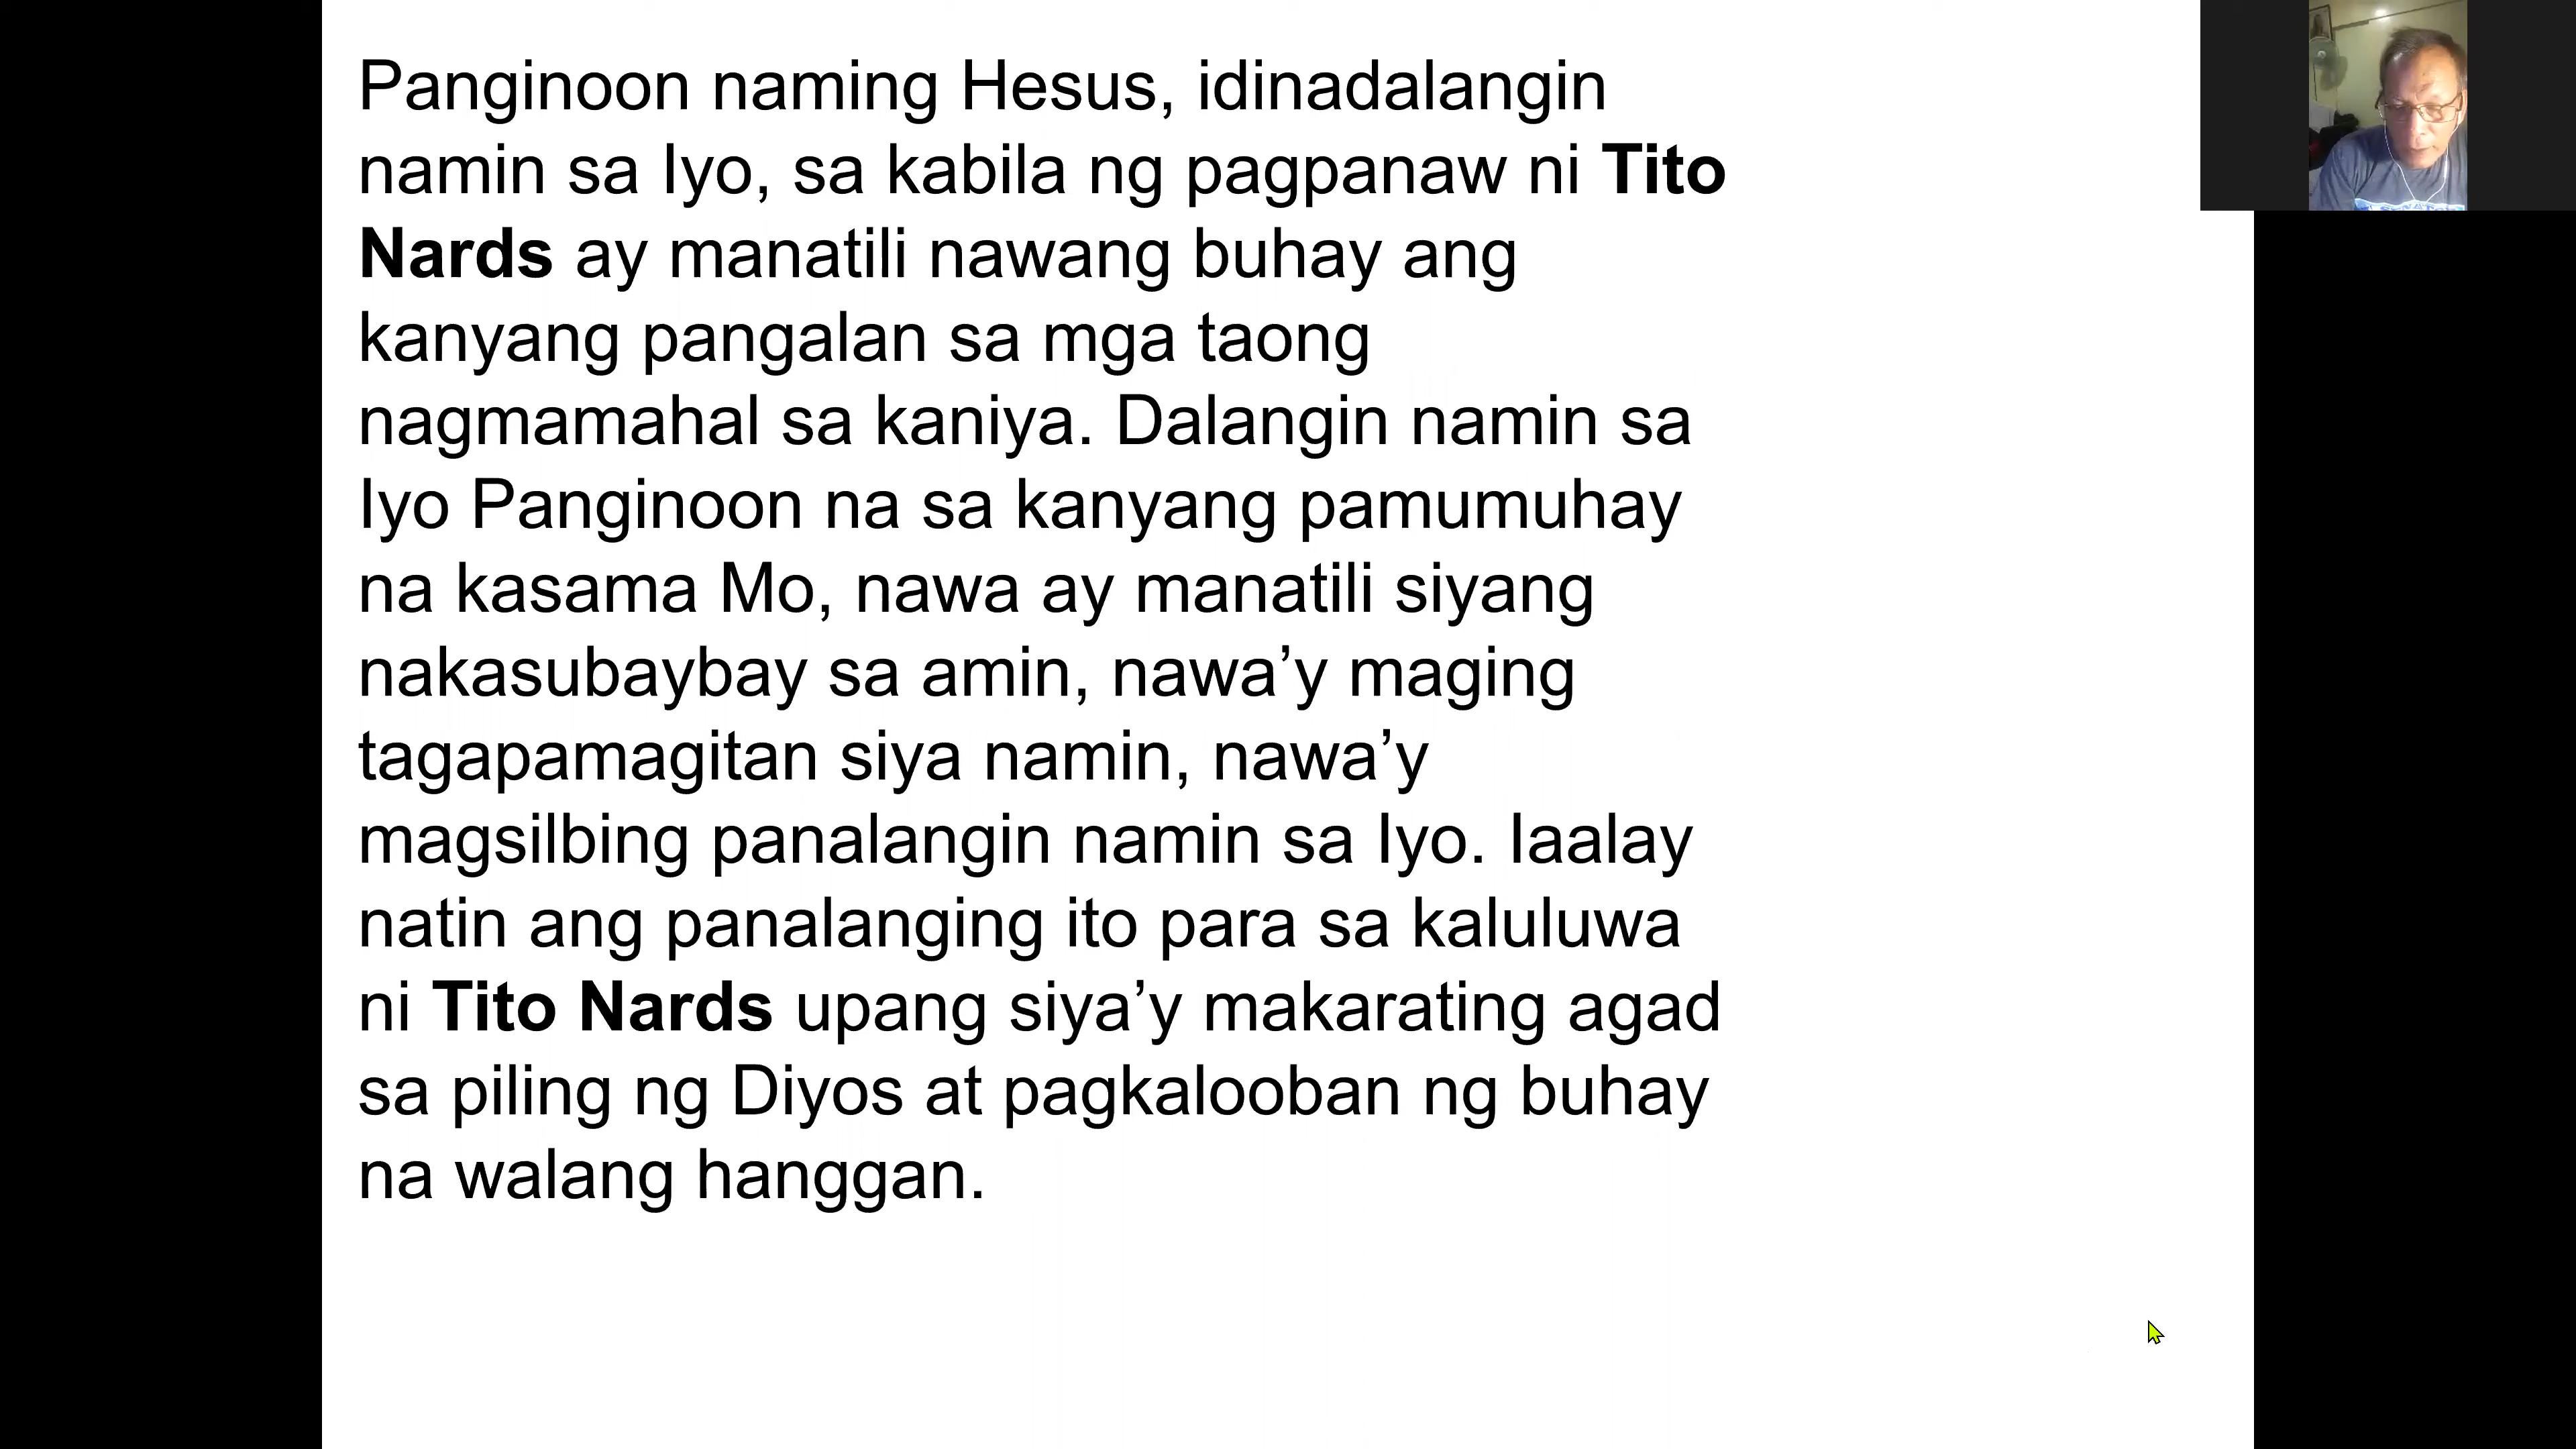 Panginoon naming Hesus, idinadalangin
namin sa Iyo, sa kabila ng pagpanaw ni Tito
Nards ay manatili nawang buhay ang
kanyang pangalan sa mga taong
nagmamahal sa kaniya. Dalangin namin sa
Iyo Panginoon na sa kanyang pamumuhay
na kasama Mo, nawa ay manatili siyang
nakasubaybay sa amin, nawa’y maging
tagapamagitan siya namin, nawa’y
magsilbing panalangin namin sa Iyo. Iaalay
natin ang panalanging ito para sa kaluluwa
ni Tito Nards upang siya’y makarating agad
sa piling ng Diyos at pagkalooban ng buhay
na walang hanggan.